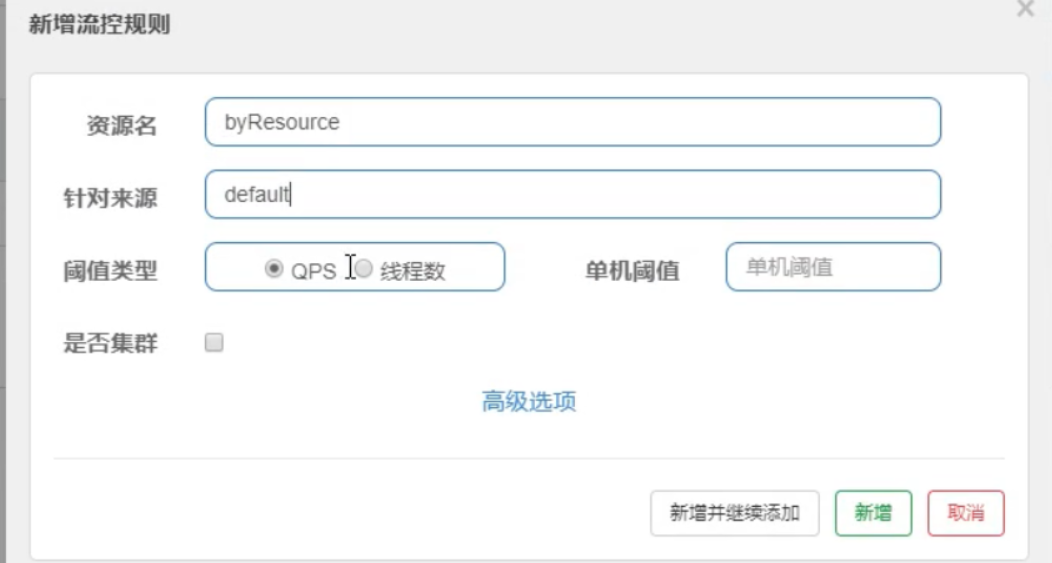 新增流控规则
×
资源名 byResource
针对来源 default
阈值类型 QPS 线程数 单机阈值 单机阈值
是否集群
高级选项
新增并继续添加 新增 取消